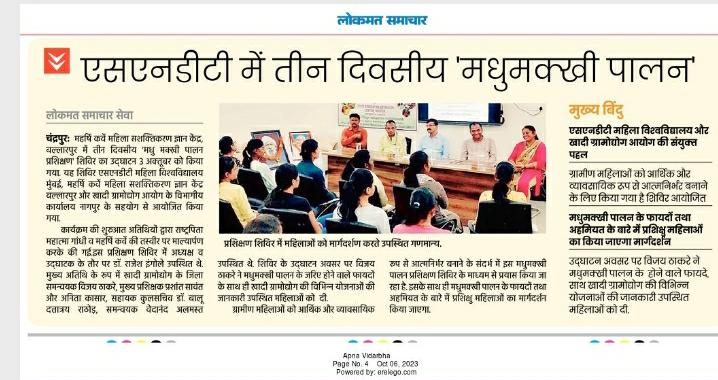 लोकमत समाचार
एसएनडीटी में तीन दिवसीय 'मधुमक्खी पालन'
लोकमत समाचार सेवा
चंद्रपुर: महर्षि कर्वे महिला सशक्तिकरण ज्ञान केंद्र,
बल्लारपुर में तीन दिवसीय 'मधु मक्खी पालन
प्रशिक्षण' शिविर का उद्घाटन 3 अक्तूबर को किया
गया. यह शिविर एसएनडीटी महिला विश्वविद्यालय
मुंबई, महर्षि कर्वे महिला सशक्तिकरण ज्ञान केंद्र
बल्लारपुर और खादी ग्रामोद्योग आयोग के विभागीय
कार्यालय नागपुर के सहयोग से आयोजित किया
गया.
कार्यक्रम की शुरुआत अतिथियों द्वारा राष्ट्रपिता
महात्मा गांधी व महर्षि कर्वे की तस्वीर पर माल्यार्पण
करके की गई.इस प्रशिक्षण शिविर में अध्यक्ष व
उद्घाटक के तौर पर डॉ. राजेश इंगोले उपस्थित थे.
मुख्य अतिथि के रूप में खादी ग्रामोद्योग के जिला
समन्वयक विजय ठाकरे, मुख्य प्रशिक्षक प्रशांत सावंत
और अनिता कासार, सहायक कुलसचिव डॉ. बालू
दत्तात्रय राठोड़, समन्वयक वेदानंद अलमस्त
प्रशिक्षण शिविर में महिलाओं को मार्गदर्शन करते उपस्थित गणमान्य.
उपस्थित थे. शिविर के उद्घाटन अवसर पर विजय
ठाकरे ने मधुमक्खी पालन के जरिए होने वाले फायदों
के साथ ही खादी ग्रामोद्योग की विभिन्न योजनाओं की
जानकारी उपस्थित महिलाओं को दी.
ग्रामीण महिलाओं को आर्थिक और व्यावसायिक
रुप से आत्मनिर्भर बनाने के संदर्भ में इस मधुमक्खी
पालन प्रशिक्षण शिविर के माध्यम से प्रयास किया जा
रहा है. इसके साथ ही मधुमक्खी पालन के फायदों तथा
अहमियत के बारे में प्रशिक्षु महिलाओं का मार्गदर्शन
किया जाएगा.
मुख्य बिंदु
एसएनडीटी महिला विश्वविद्यालय और
खादी ग्रामोद्योग आयोग की संयुक्त
पहल
ग्रामीण महिलाओं को आर्थिक और
व्यावसायिक रुप से आत्मनिर्भर बनाने
के लिए किया गया है शिविर आयोजित
मधुमक्खी पालन के फायदों तथा
अहमियत के बारे में प्रशिक्षु महिलाओं
का किया जाएगा मार्गदर्शन
उद्घाटन अवसर पर विजय ठाकरे ने
मधुमक्खी पालन के होने वाले फायदे,
साथ खादी ग्रामोद्योग की विभिन्न
योजनाओं की जानकारी उपस्थित
महिलाओं को दी.
Apna Vidarbha
Page No. 4 Oct 06, 2023
Powered by: erelego.com